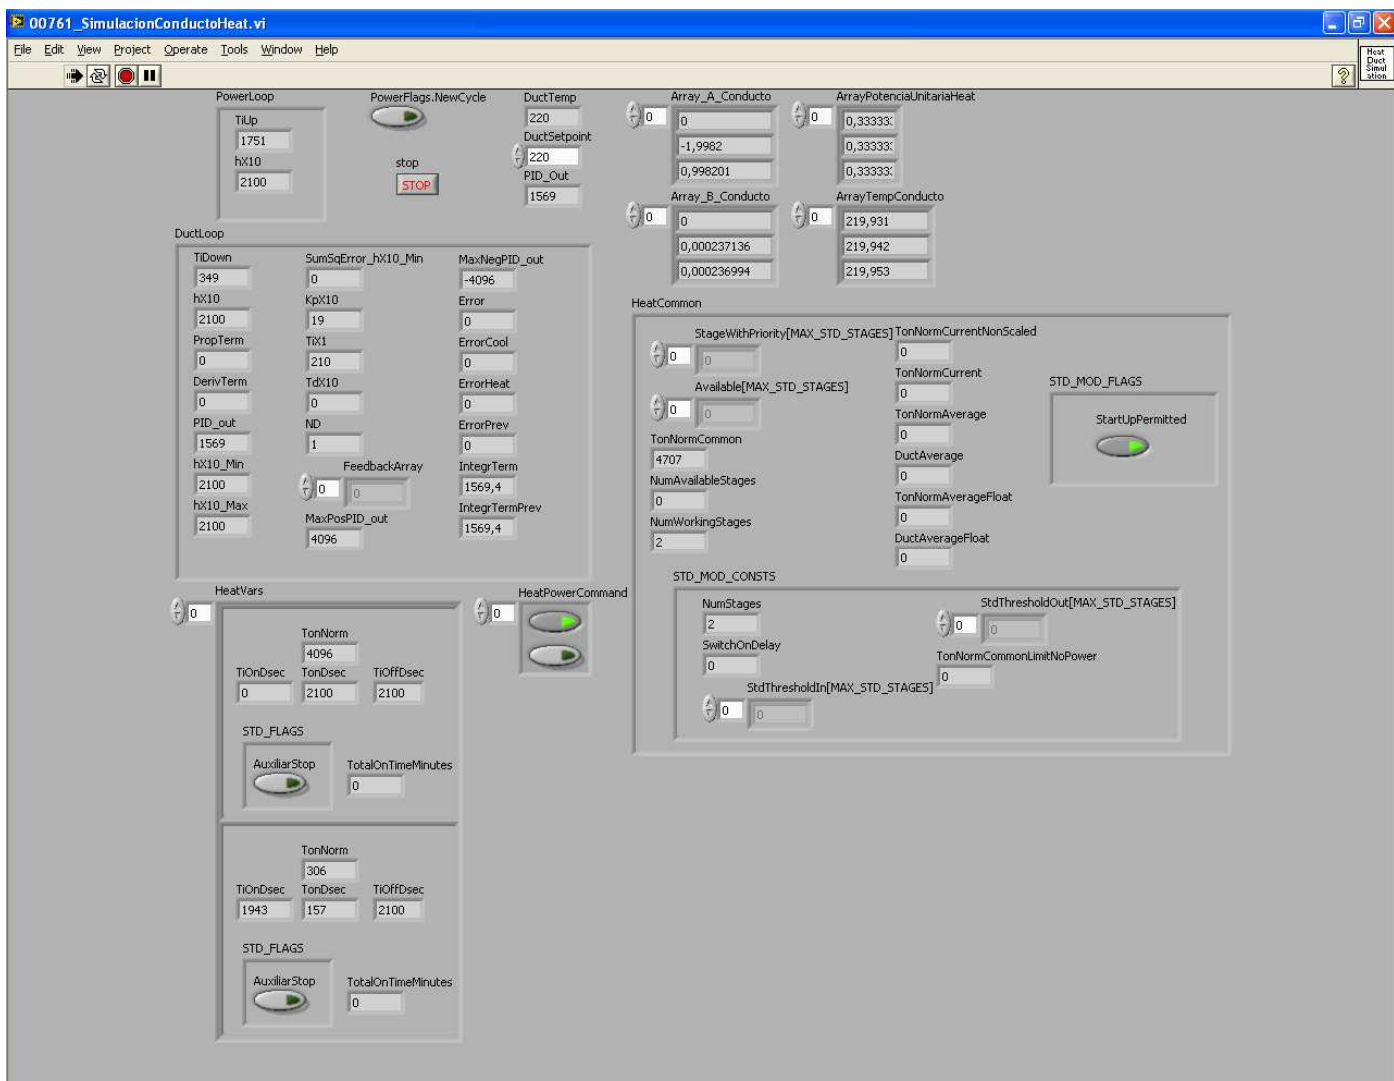 00761_SimulacionConductoHeat.vi
File Edit View Project Operate Tools Window Help
Heat
Duct
Simul
ation
PowerLoop
TiUp
1751
hX10
2100
PowerFlags.NewCycle
stop
STOP
DuctTemp
220
DuctSetpoint
220
PID_Out
1569
Array_A_Conducto
0
0
-1,9982
0,998201
ArrayPotenciaUnitariaHeat
0
0,33333
0,33333
0,33333
Array_B_Conducto
0
0
0,000237136
0,000236994
ArrayTempConducto
0
219,931
219,942
219,953
DuctLoop
TiDown
349
hX10
2100
PropTerm
0
DerivTerm
0
PID_out
1569
hX10_Min
2100
hX10_Max
2100
SumSqError_hX10_Min
0
KpX10
19
TiX1
210
TdX10
0
ND
1
FeedbackArray
0
0
MaxPosPID_out
4096
MaxNegPID_out
-4096
Error
0
ErrorCool
0
ErrorHeat
0
ErrorPrev
0
IntegrTerm
1569,4
IntegrTermPrev
1569,4
HeatCommon
StageWithPriority[MAX_STD_STAGES]
0
0
Available[MAX_STD_STAGES]
0
0
TonNormCommon
4707
NumAvailableStages
0
NumWorkingStages
2
TonNormCurrentNonScaled
0
TonNormCurrent
0
TonNormAverage
0
DuctAverage
0
TonNormAverageFloat
0
DuctAverageFloat
0
STD_MOD_FLAGS
StartUpPermitted
STD_MOD_CONSTS
NumStages
2
SwitchOnDelay
0
StdThresholdIn[MAX_STD_STAGES]
0
0
StdThresholdOut[MAX_STD_STAGES]
0
0
TonNormCommonLimitNoPower
0
HeatVars
0
TonNorm
4096
TiOnDsec TonDsec TiOffDsec
0 2100 2100
STD_FLAGS
AuxiliarStop TotalOnTimeMinutes
0
TonNorm
306
TiOnDsec TonDsec TiOffDsec
1943 157 2100
STD_FLAGS
AuxiliarStop TotalOnTimeMinutes
0
HeatPowerCommand
0